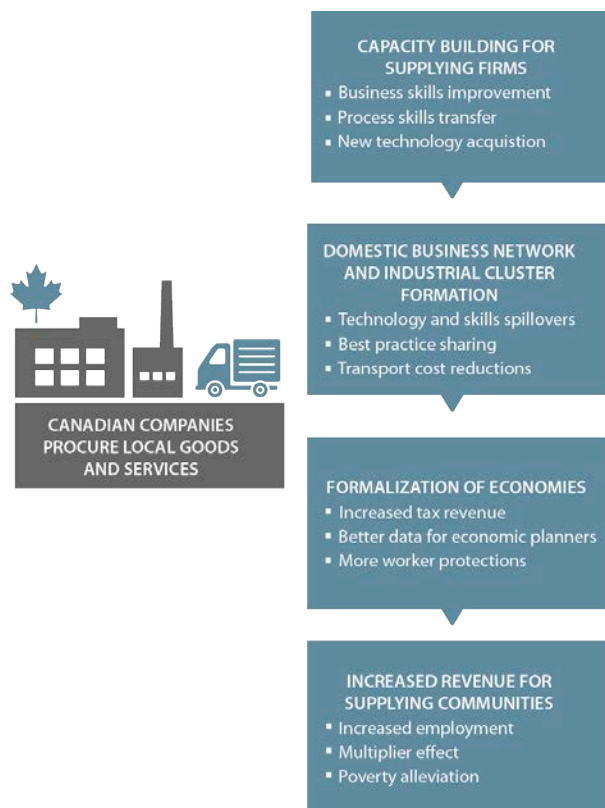 CANADIAN COMPANIES
PROCURE LOCAL GOODS
AND SERVICES
CAPACITY BUILDING FOR
SUPPLYING FIRMS
▪ Business skills improvement
▪ Process skills transfer
▪ New technology acquistion
DOMESTIC BUSINESS NETWORK
AND INDUSTRIAL CLUSTER
FORMATION
▪ Technology and skills spillovers
▪ Best practice sharing
▪ Transport cost reductions
FORMALIZATION OF ECONOMIES
▪ Increased tax revenue
▪ Better data for economic planners
▪ More worker protections
INCREASED REVENUE FOR
SUPPLYING COMMUNITIES
▪ Increased employment
▪ Multiplier effect
▪ Poverty alleviation